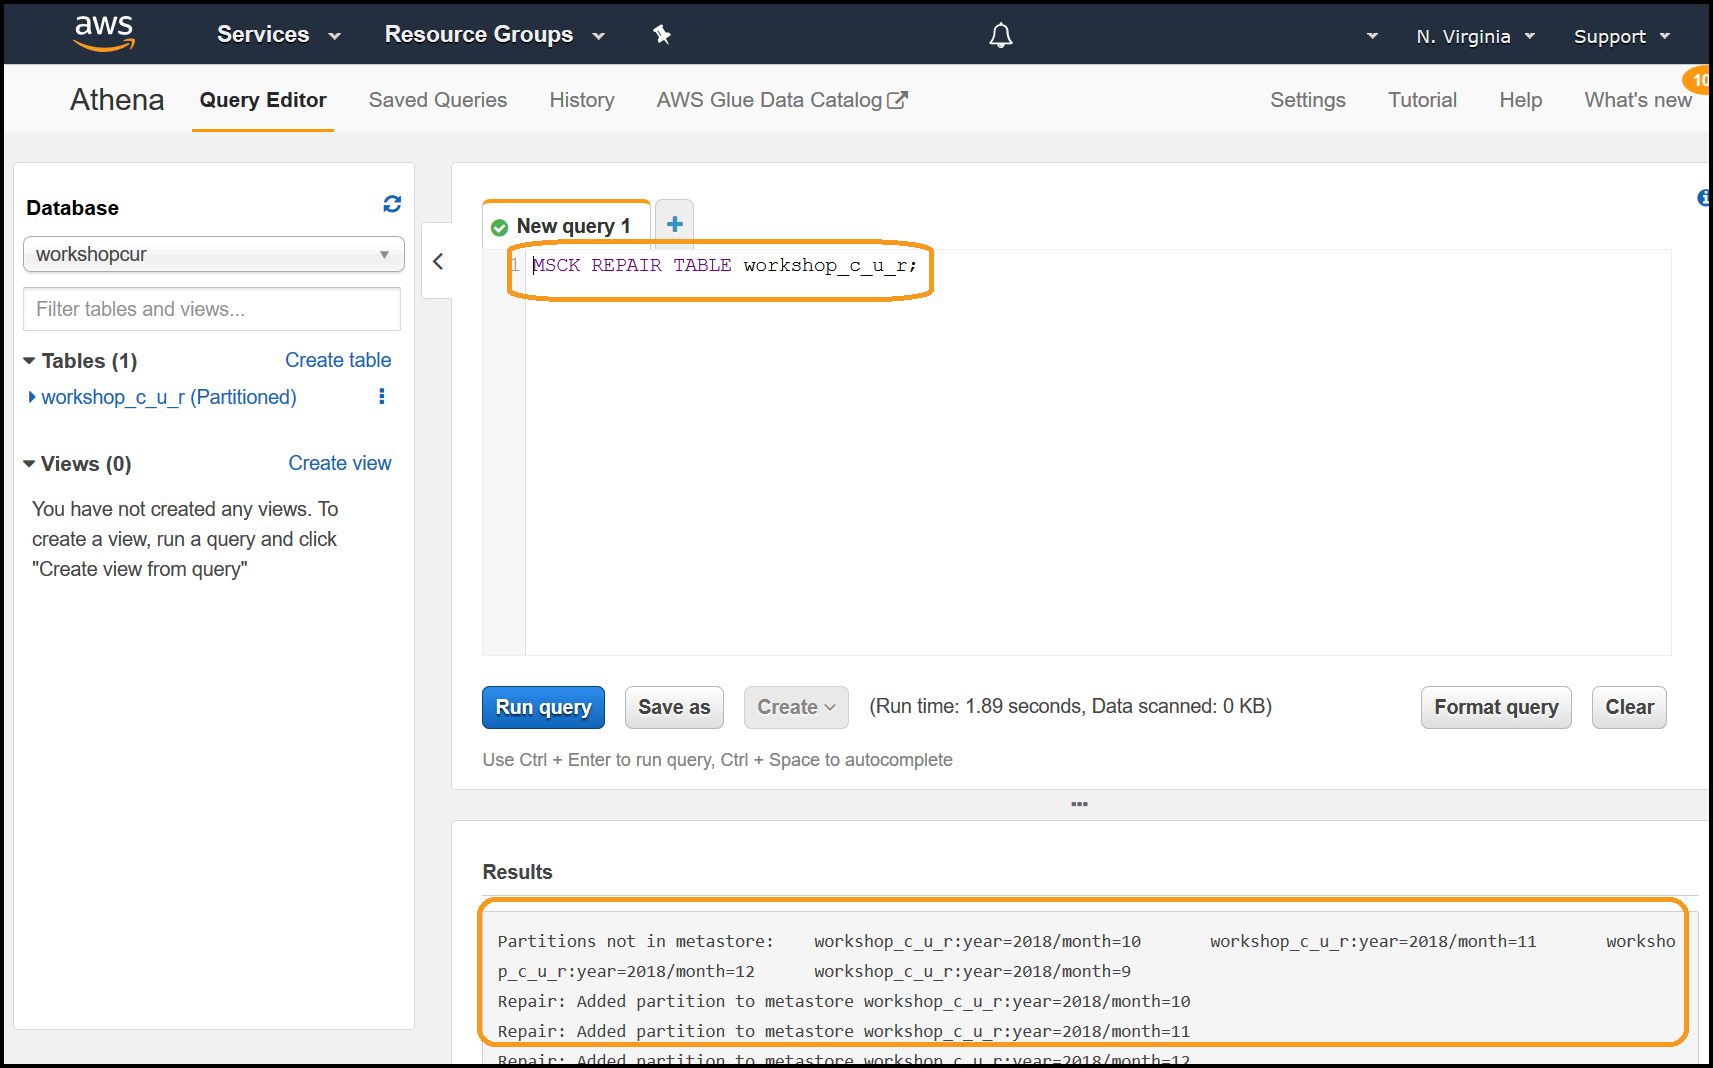 aws Services Resource Groups N. Virginia Support
Athena Query Editor Saved Queries History AWS Glue Data Catalog Settings Tutorial Help What's new 10
Database
workshopcur
Filter tables and views...
Tables (1) Create table
workshop_c_u_r (Partitioned)
Views (0) Create view
You have not created any views. To
create a view, run a query and click
"Create view from query"
New query 1
1 MSCK REPAIR TABLE workshop_c_u_r;
Run query Save as Create (Run time: 1.89 seconds, Data scanned: 0 KB) Format query Clear
Use Ctrl + Enter to run query, Ctrl + Space to autocomplete
Results
Partitions not in metastore: workshop_c_u_r:year=2018/month=10 workshop_c_u_r:year=2018/month=11 worksho
p_c_u_r:year=2018/month=12 workshop_c_u_r:year=2018/month=9
Repair: Added partition to metastore workshop_c_u_r:year=2018/month=10
Repair: Added partition to metastore workshop_c_u_r:year=2018/month=11
Repair: Added partition to metastore workshop_c_u_r:year=2018/month=12